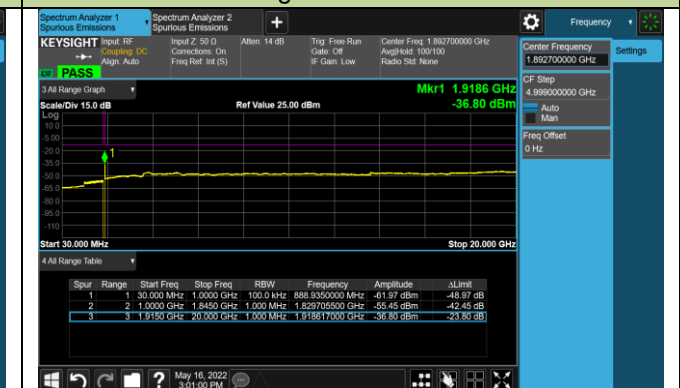 Spectrum Analyzer 1
Spurious Emissions
Spectrum Analyzer 2
Spurious Emissions
+
Frequency
KEYSIGHT
Input: RF
Coupling: DC
Align: Auto
Input Z: 50 Ω
Corrections: On
Freq Ref: Int (S)
Atten: 14 dB
Trig: Free Run
Gate: Off
IF Gain: Low
Center Freq: 1.892700000 GHz
Avg|Hold: 100/100
Radio Std: None
PASS
Center Frequency
1.892700000 GHz
Settings
CF Step
4.999000000 GHz
Auto
Man
Freq Offset
0 Hz
3 All Range Graph
Mkr1 1.9186 GHz
Scale/Div 15.0 dB
Ref Value 25.00 dBm
-36.80 dBm
Log
10.0
-5.00
-20.0
-35.0
-50.0
-65.0
-80.0
-95.0
-110
1
Start 30.000 MHz
Stop 20.000 GHz
4 All Range Table
Spur Range Start Freq Stop Freq RBW Frequency Amplitude ΔLimit
1 1 30.000 MHz 1.0000 GHz 100.0 kHz 888.9350000 MHz -61.97 dBm -48.97 dB
2 2 1.0000 GHz 1.8450 GHz 1.000 MHz 1.829705500 GHz -55.45 dBm -42.45 dB
3 3 1.9150 GHz 20.000 GHz 1.000 MHz 1.918617000 GHz -36.80 dBm -23.80 dB
?
May 16, 2022
3:01:00 PM